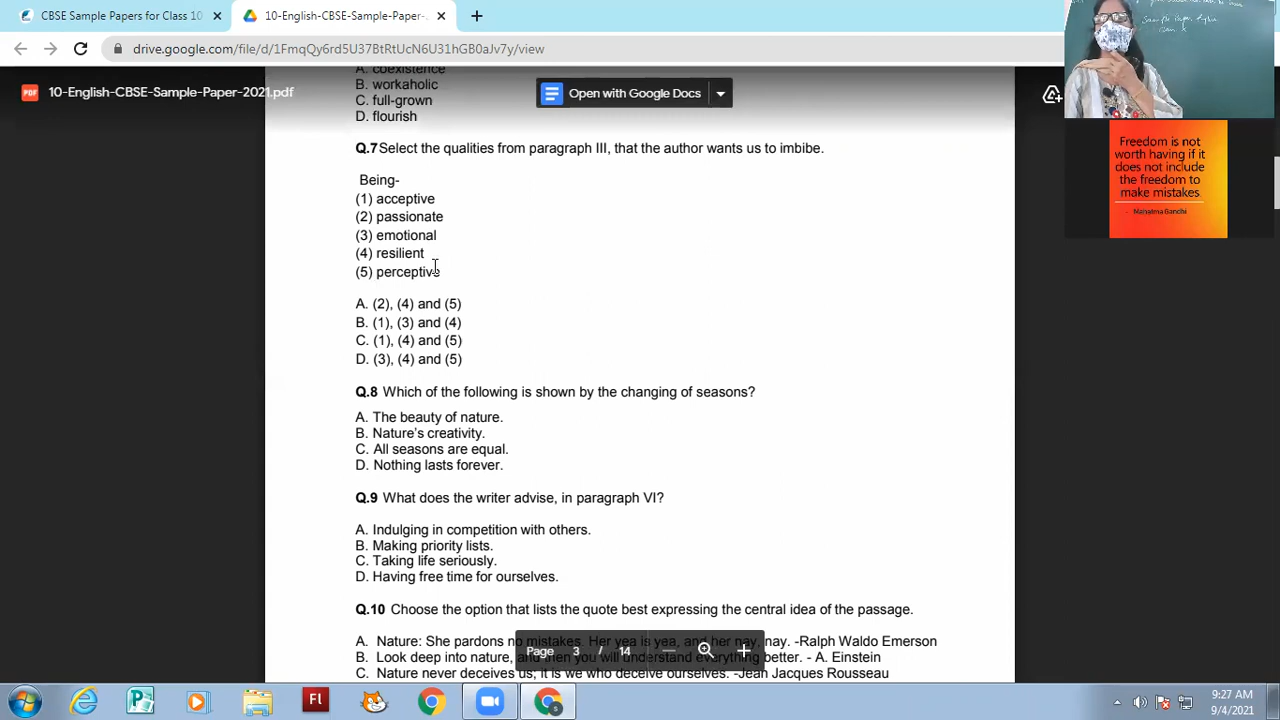 CBSE Sample Papers for Class 10
10-English-CBSE-Sample-Paper-
drive.google.com/file/d/1FmqQy6rd5U37BtRtUcN6U31hGB0aJv7y/view
10-English-CBSE-Sample-Paper-2021.pdf
Open with Google Docs
A. coexistence
B. workaholic
C. full-grown
D. flourish
Q.7 Select the qualities from paragraph III, that the author wants us to imbibe.
Being-
(1) acceptive
(2) passionate
(3) emotional
(4) resilient
(5) perceptive
A. (2), (4) and (5)
B. (1), (3) and (4)
C. (1), (4) and (5)
D. (3), (4) and (5)
Q.8 Which of the following is shown by the changing of seasons?
A. The beauty of nature.
B. Nature's creativity.
C. All seasons are equal.
D. Nothing lasts forever.
Q.9 What does the writer advise, in paragraph VI?
A. Indulging in competition with others.
B. Making priority lists.
C. Taking life seriously.
D. Having free time for ourselves.
Q.10 Choose the option that lists the quote best expressing the central idea of the passage.
A. Nature: She pardons no mistakes. Her yea is yea, and her nay, nay. -Ralph Waldo Emerson
B. Look deep into nature, and then you will understand everything better. - A. Einstein
C. Nature never deceives us; it is we who deceive ourselves. -Jean Jacques Rousseau
Page 3 / 14
Sample Paper
Freedom is not
worth having if it
does not include
the freedom to
make mistakes.
- Mahatma Gandhi
9:27 AM
9/4/2021